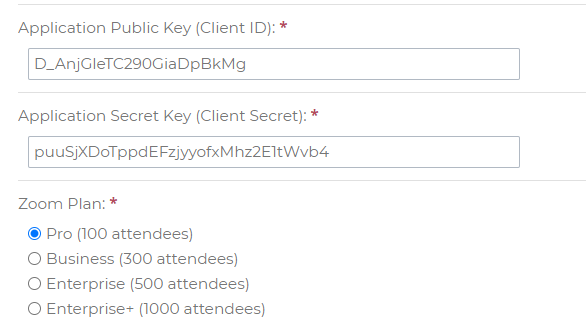 Application Public Key (Client ID): *
D_AnjGleTC290GiaDpBkMg
Application Secret Key (Client Secret): *
puuSjXDoTppdEFzjyyofxMhz2E1tWvb4
Zoom Plan: *
Pro (100 attendees)
Business (300 attendees)
Enterprise (500 attendees)
Enterprise+ (1000 attendees)